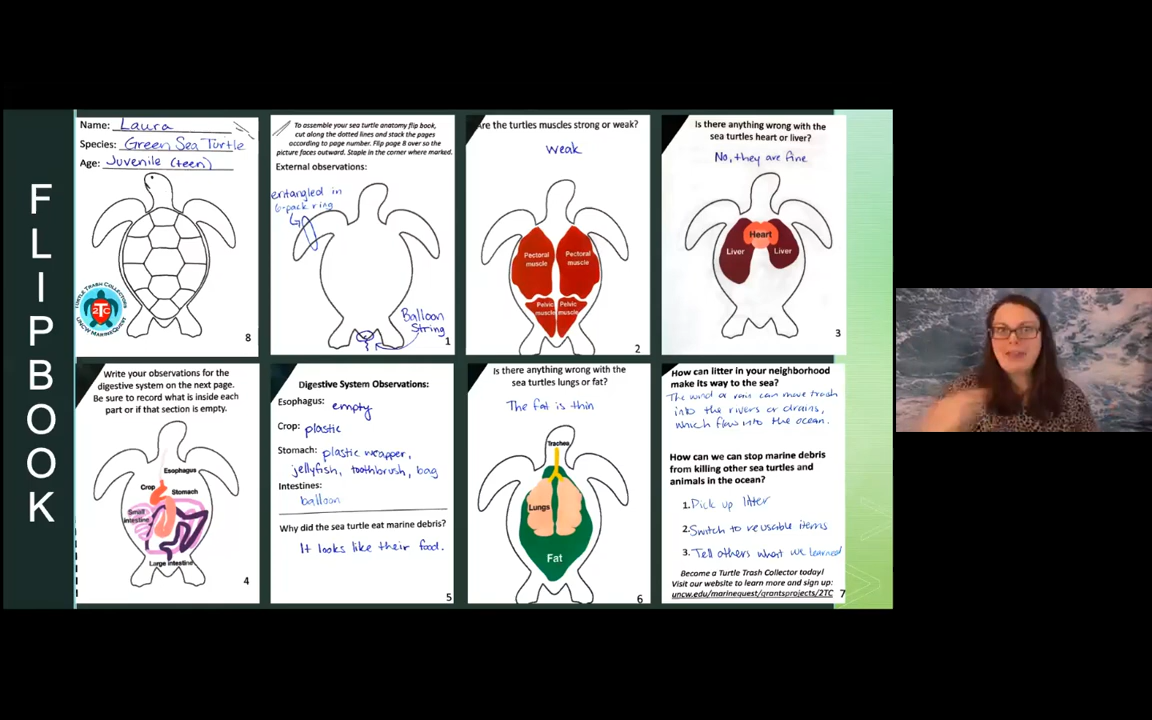 FLIPBOOK
Name: Laura
Species: Green Sea Turtle
Age: Juvenile (teen)
TURTLE TRASH COLLECTORS
2TC
UNCW MARINEQUEST
8
To assemble your sea turtle anatomy flip book,
cut along the dotted lines and stack the pages
according to page number. Flip page 8 over so the
picture faces outward. Staple in the corner where marked.
External observations:
entangled in
6-pack ring
Balloon
String
1
Are the turtles muscles strong or weak?
weak
Pectoral
muscle
Pectoral
muscle
Pelvic
muscle
Pelvic
muscle
2
Is there anything wrong with the
sea turtles heart or liver?
No, they are fine
Heart
Liver
Liver
3
Write your observations for the
digestive system on the next page.
Be sure to record what is inside each
part or if that section is empty.
Esophagus
Crop
Stomach
Small
intestine
Large intestine
4
Digestive System Observations:
Esophagus: empty
Crop: plastic
Stomach: plastic wrapper,
jellyfish, toothbrush, bag
Intestines:
balloon
Why did the sea turtle eat marine debris?
It looks like their food.
5
Is there anything wrong with the
sea turtles lungs or fat?
The fat is thin
Trachea
Lungs
Fat
6
How can litter in your neighborhood
make its way to the sea?
The wind or rain can move trash
into the rivers or drains,
which flow into the ocean.
How can we can stop marine debris
from killing other sea turtles and
animals in the ocean?
1. Pick up litter
2. Switch to reusable items
3. Tell others what we learned
Become a Turtle Trash Collector today!
Visit our website to learn more and sign up:
uncw.edu/marinequest/grantsprojects/2TC
7